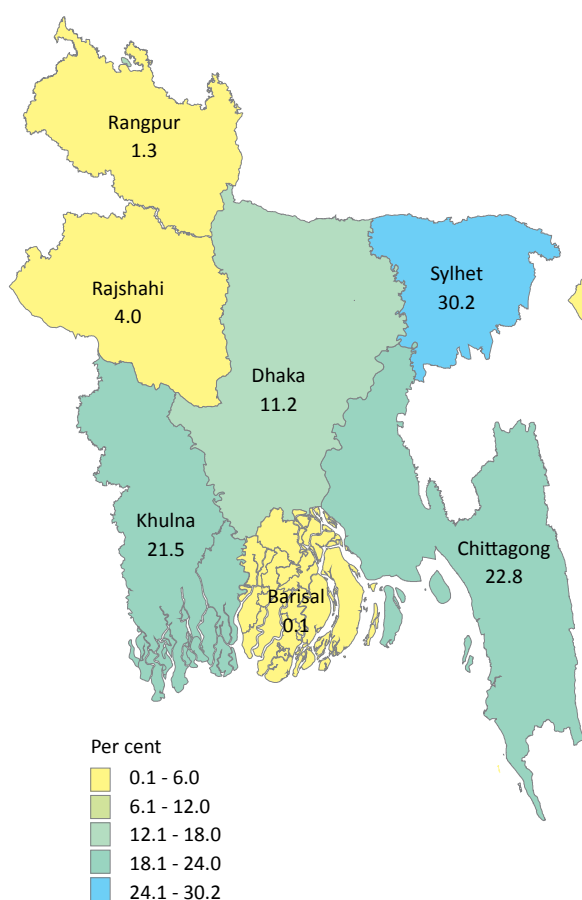 Rangpur
1.3
Rajshahi
4.0
Sylhet
30.2
Dhaka
11.2
Khulna
21.5
Chittagong
22.8
Barisal
0.1
Per cent
0.1 - 6.0
6.1 - 12.0
12.1 - 18.0
18.1 - 24.0
24.1 - 30.2